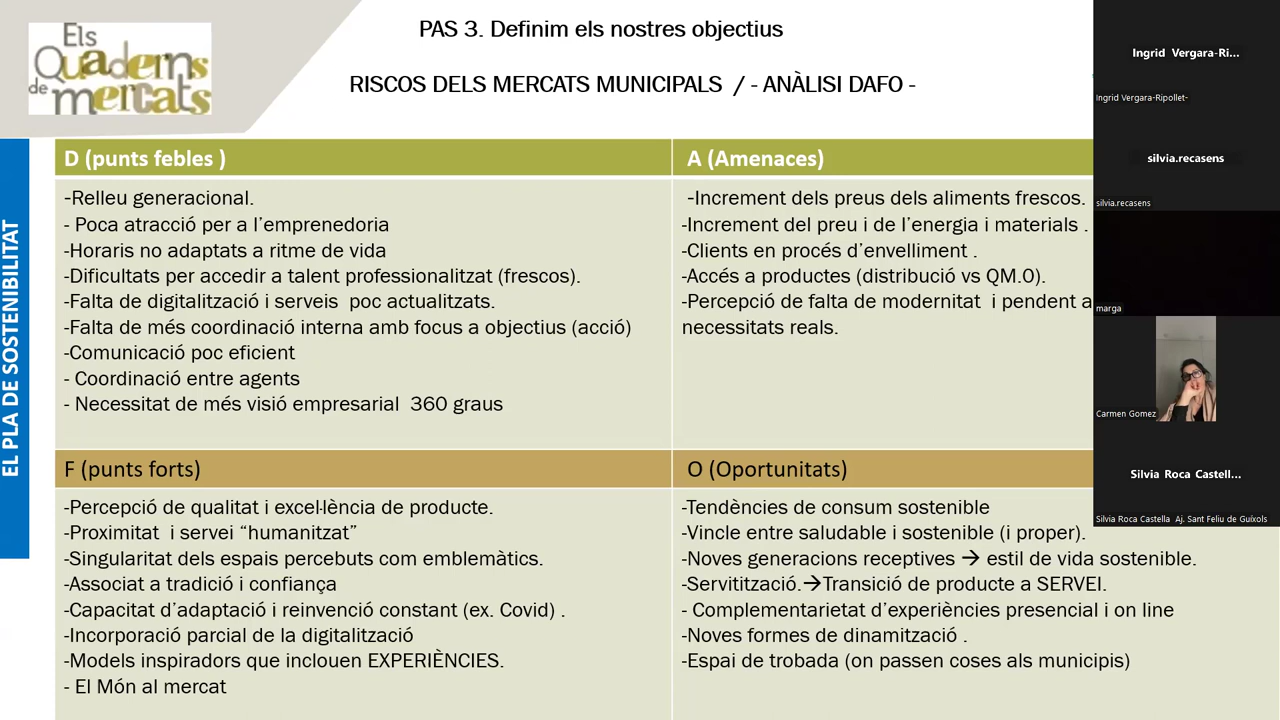 Els
Quaderns
de mercats
PAS 3. Definim els nostres objectius
RISCOS DELS MERCATS MUNICIPALS / - ANÀLISI DAFO -
EL PLA DE SOSTENIBILITAT
D (punts febles )
-Relleu generacional.
- Poca atracció per a l’emprenedoria
- Horaris no adaptats a ritme de vida
-Dificultats per accedir a talent professionalitzat (frescos).
-Falta de digitalització i serveis poc actualitzats.
-Falta de més coordinació interna amb focus a objectius (acció)
-Comunicació poc eficient
- Coordinació entre agents
- Necessitat de més visió empresarial 360 graus
A (Amenaces)
-Increment dels preus dels aliments frescos.
-Increment del preu i de l’energia i materials .
-Clients en procés d’envelliment .
-Accés a productes (distribució vs QM.0).
-Percepció de falta de modernitat i pendent a
necessitats reals.
F (punts forts)
-Percepció de qualitat i excel·lència de producte.
-Proximitat i servei “humanitzat”
-Singularitat dels espais percebuts com emblemàtics.
-Associat a tradició i confiança
-Capacitat d’adaptació i reinvenció constant (ex. Covid) .
-Incorporació parcial de la digitalització
-Models inspiradors que inclouen EXPERIÈNCIES.
- El Món al mercat
O (Oportunitats)
-Tendències de consum sostenible
-Vincle entre saludable i sostenible (i proper).
-Noves generacions receptives → estil de vida sostenible.
-Servitització.→Transició de producte a SERVEI.
- Complementarietat d’experiències presencial i on line
-Noves formes de dinamització .
-Espai de trobada (on passen coses als municipis)
Ingrid Vergara-Ri...
Ingrid Vergara-Ripollet-
silvia.recasens
silvia.recasens
marga
Carmen Gomez
Silvia Roca Castell...
Silvia Roca Castella Aj. Sant Feliu de Guíxols